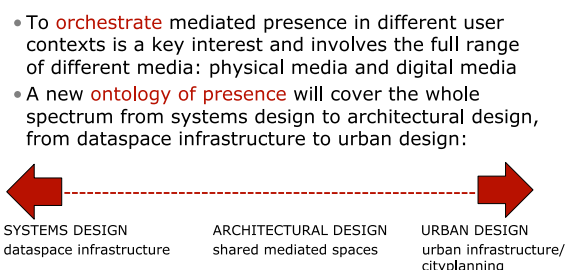 • To orchestrate mediated presence in different user
contexts is a key interest and involves the full range
of different media: physical media and digital media
• A new ontology of presence will cover the whole
spectrum from systems design to architectural design,
from dataspace infrastructure to urban design:
SYSTEMS DESIGN ARCHITECTURAL DESIGN URBAN DESIGN
dataspace infrastructure shared mediated spaces urban infrastructure/
cityplanning